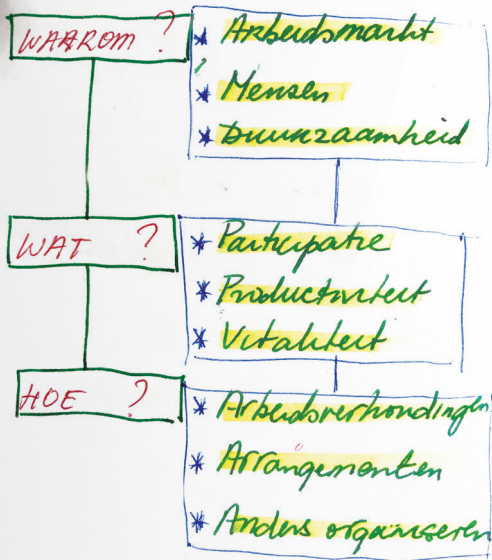 WAAROM ?
* Arbeidsmarkt
* Mensen
* Duurzaamheid
WAT ?
* Participatie
* Productiviteit
* Vitaliteit
HOE ?
* Arbeidsverhoudingen
* Arrangementen
* Anders organiseren